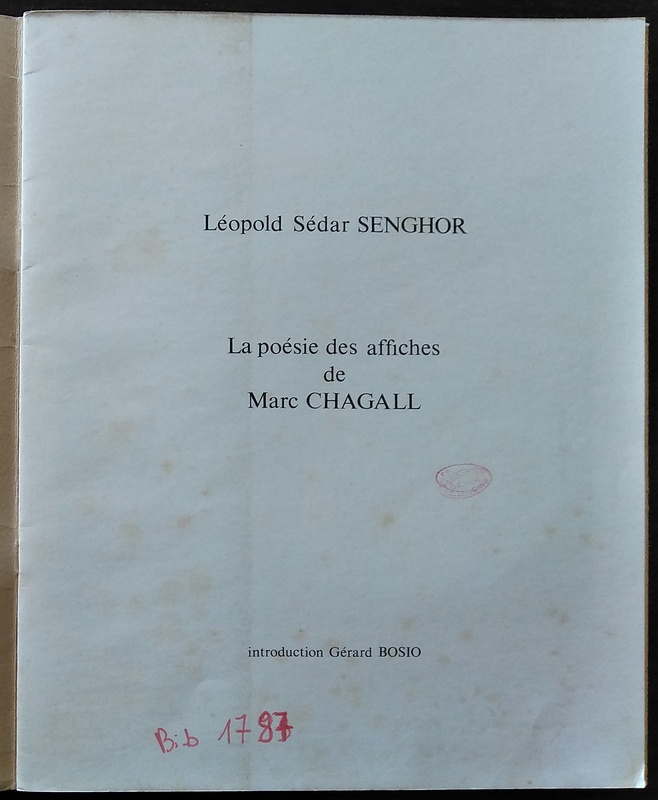 Léopold Sédar SENGHOR
La poésie des affiches
de
Marc CHAGALL
introduction Gérard BOSIO
Bib 1787